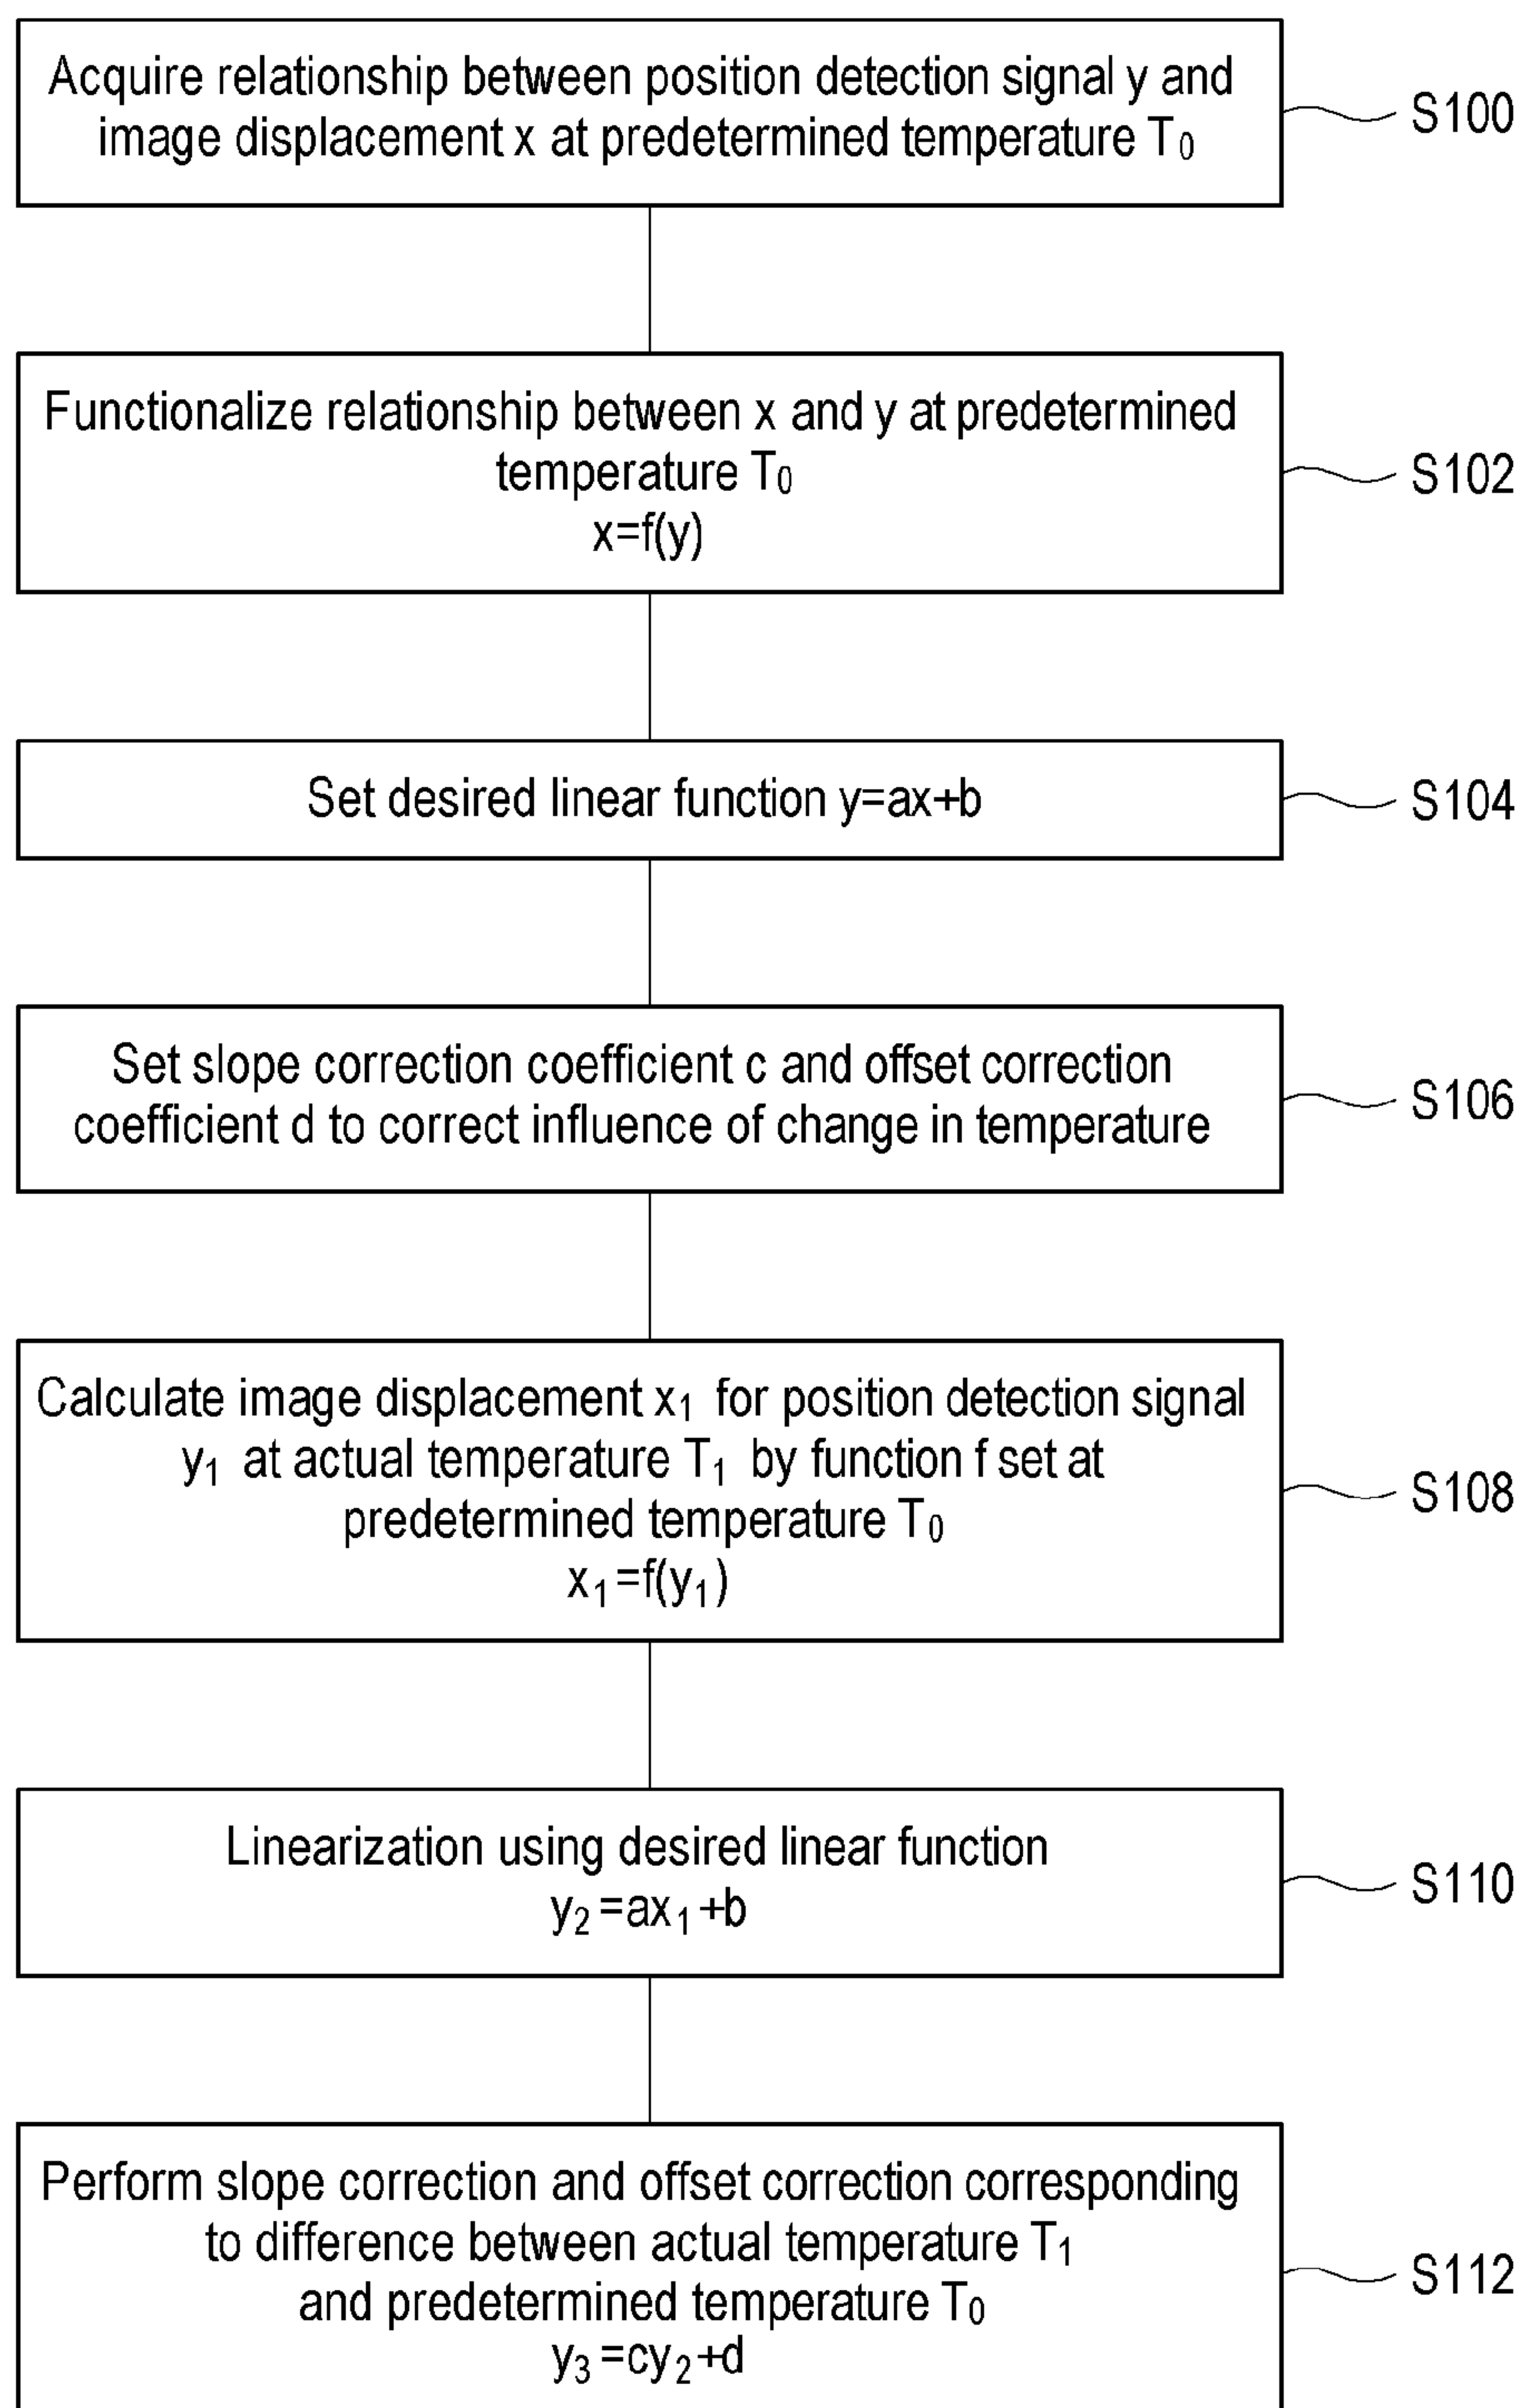 Acquire relationship between position detection signal y and
image displacement x at predetermined temperature T₀
S100
Functionalize relationship between x and y at predetermined
temperature T₀
x=f(y)
S102
Set desired linear function y=ax+b
S104
Set slope correction coefficient c and offset correction
coefficient d to correct influence of change in temperature
S106
Calculate image displacement x₁ for position detection signal
y₁ at actual temperature T₁ by function f set at
predetermined temperature T₀
x₁=f(y₁)
S108
Linearization using desired linear function
y₂=ax₁+b
S110
Perform slope correction and offset correction corresponding
to difference between actual temperature T₁
and predetermined temperature T₀
y₃=cy₂+d
S112